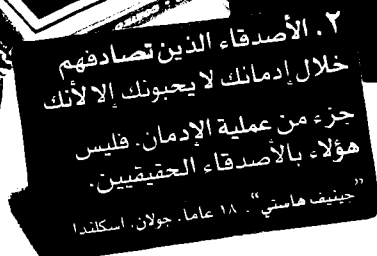 ٢. الأصدقاء الذين تصادفهم
خلال إدمانك لا يحبونك إلا لأنك
جزء من عملية الإدمان. فليس
هؤلاء بالأصدقاء الحقيقيين.
”جينيف هاستي“. ١٨ عاما. جولان. اسكلندا